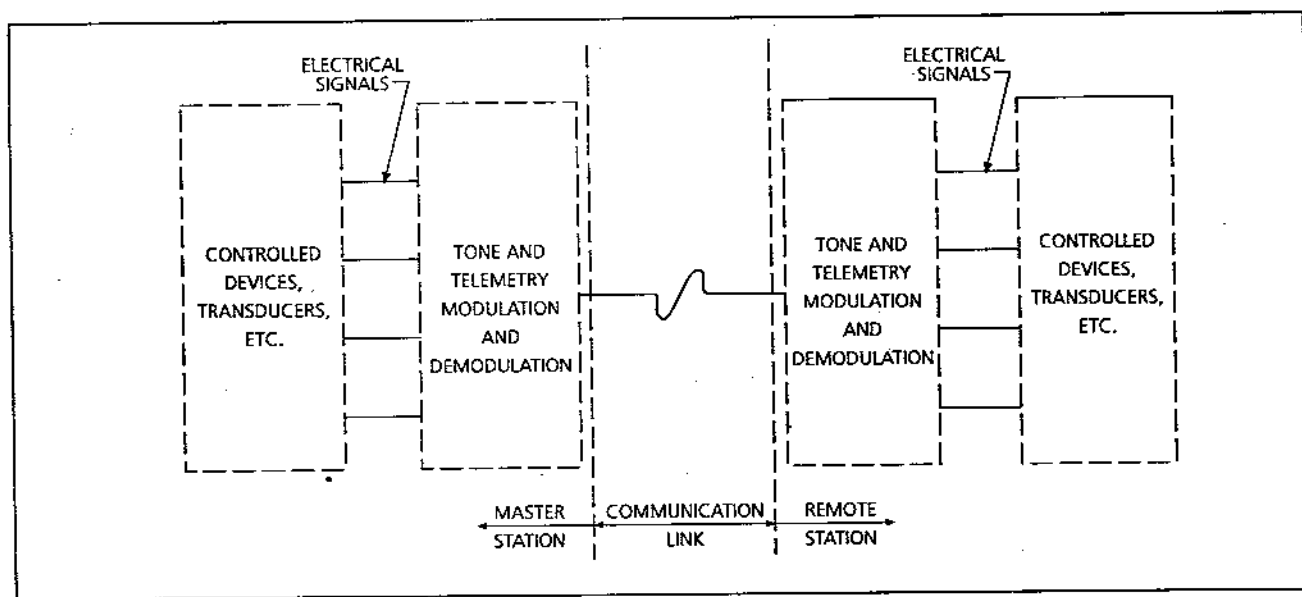 ELECTRICAL
SIGNALS
CONTROLLED
DEVICES,
TRANSDUCERS,
ETC.
TONE AND
TELEMETRY
MODULATION
AND
DEMODULATION
ELECTRICAL
SIGNALS
TONE AND
TELEMETRY
MODULATION
AND
DEMODULATION
CONTROLLED
DEVICES,
TRANSDUCERS,
ETC.
MASTER
STATION
COMMUNICATION
LINK
REMOTE
STATION